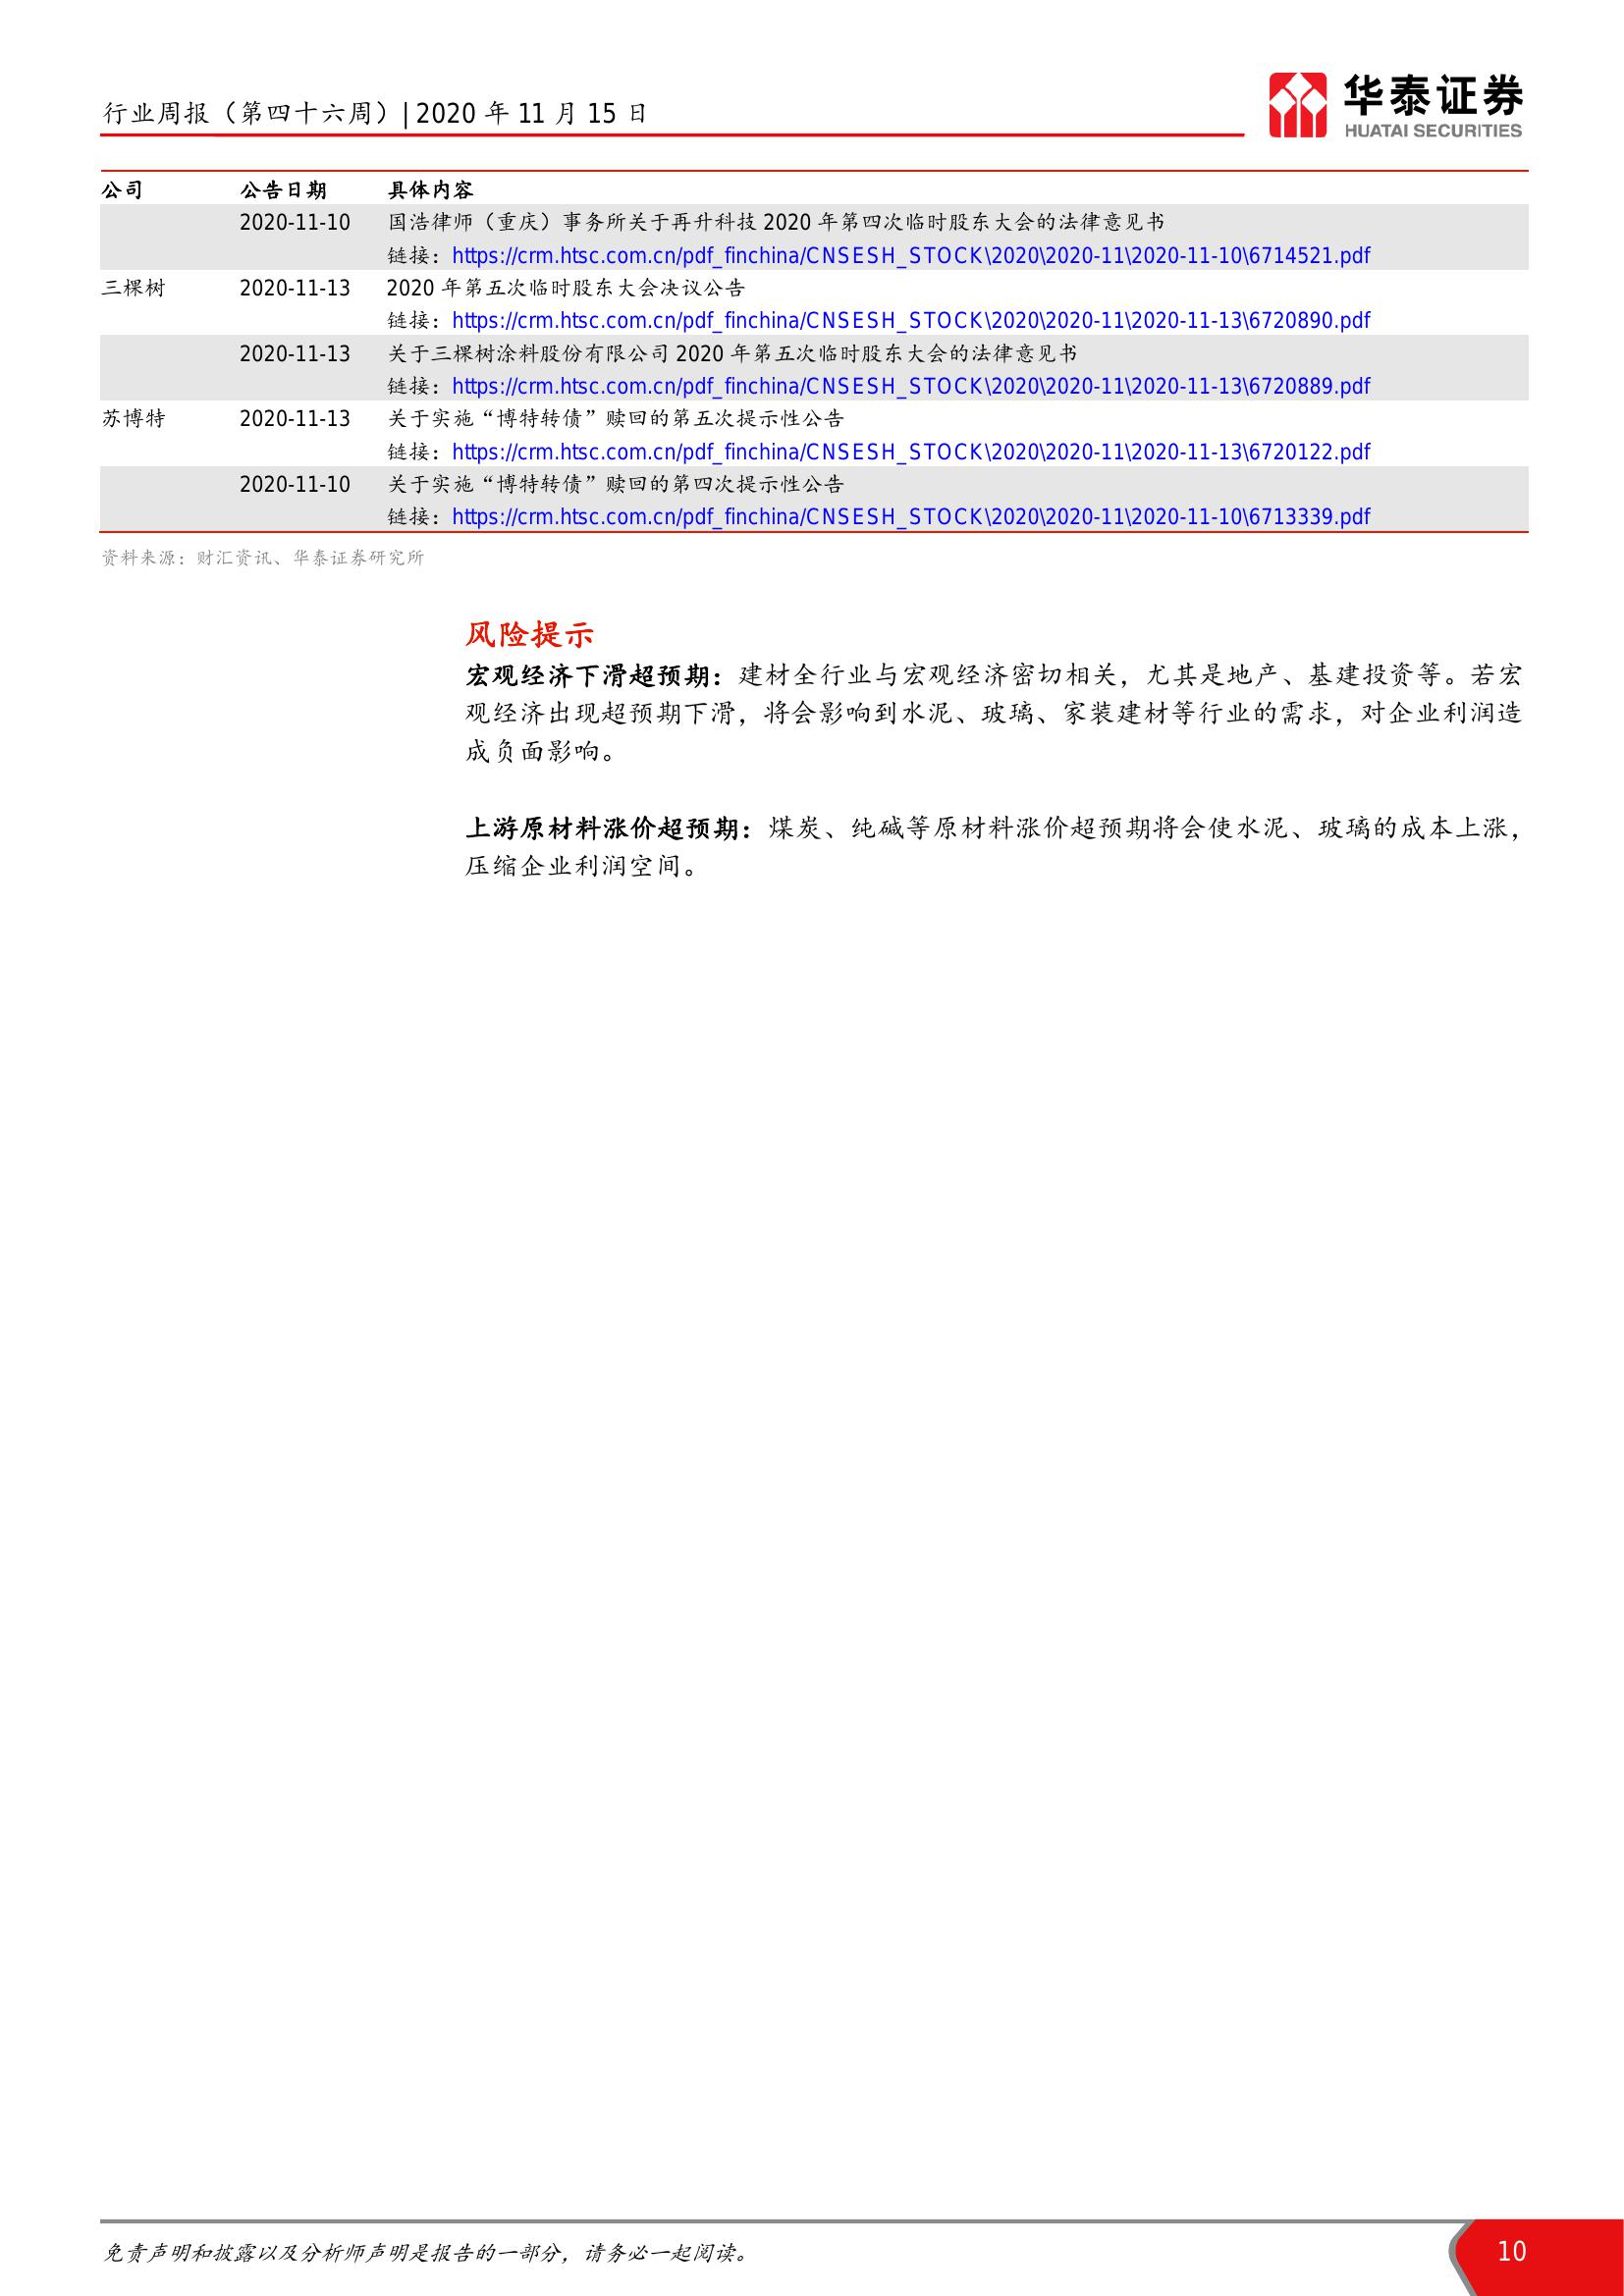 行业周报（第四十六周）| 2020 年 11 月 15 日
华泰证券
HUATAI SECURITIES
公司 公告日期 具体内容
2020-11-10 国浩律师（重庆）事务所关于再升科技 2020 年第四次临时股东大会的法律意见书
链接：https://crm.htsc.com.cn/pdf_finchina/CNSESH_STOCK\2020\2020-11\2020-11-10\6714521.pdf
三棵树 2020-11-13 2020 年第五次临时股东大会决议公告
链接：https://crm.htsc.com.cn/pdf_finchina/CNSESH_STOCK\2020\2020-11\2020-11-13\6720890.pdf
2020-11-13 关于三棵树涂料股份有限公司 2020 年第五次临时股东大会的法律意见书
链接：https://crm.htsc.com.cn/pdf_finchina/CNSESH_STOCK\2020\2020-11\2020-11-13\6720889.pdf
苏博特 2020-11-13 关于实施“博特转债”赎回的第五次提示性公告
链接：https://crm.htsc.com.cn/pdf_finchina/CNSESH_STOCK\2020\2020-11\2020-11-13\6720122.pdf
2020-11-10 关于实施“博特转债”赎回的第四次提示性公告
链接：https://crm.htsc.com.cn/pdf_finchina/CNSESH_STOCK\2020\2020-11\2020-11-10\6713339.pdf
资料来源：财汇资讯、华泰证券研究所
风险提示
宏观经济下滑超预期：建材全行业与宏观经济密切相关，尤其是地产、基建投资等。若宏
观经济出现超预期下滑，将会影响到水泥、玻璃、家装建材等行业的需求，对企业利润造
成负面影响。
上游原材料涨价超预期：煤炭、纯碱等原材料涨价超预期将会使水泥、玻璃的成本上涨，
压缩企业利润空间。
免责声明和披露以及分析师声明是报告的一部分，请务必一起阅读。
10